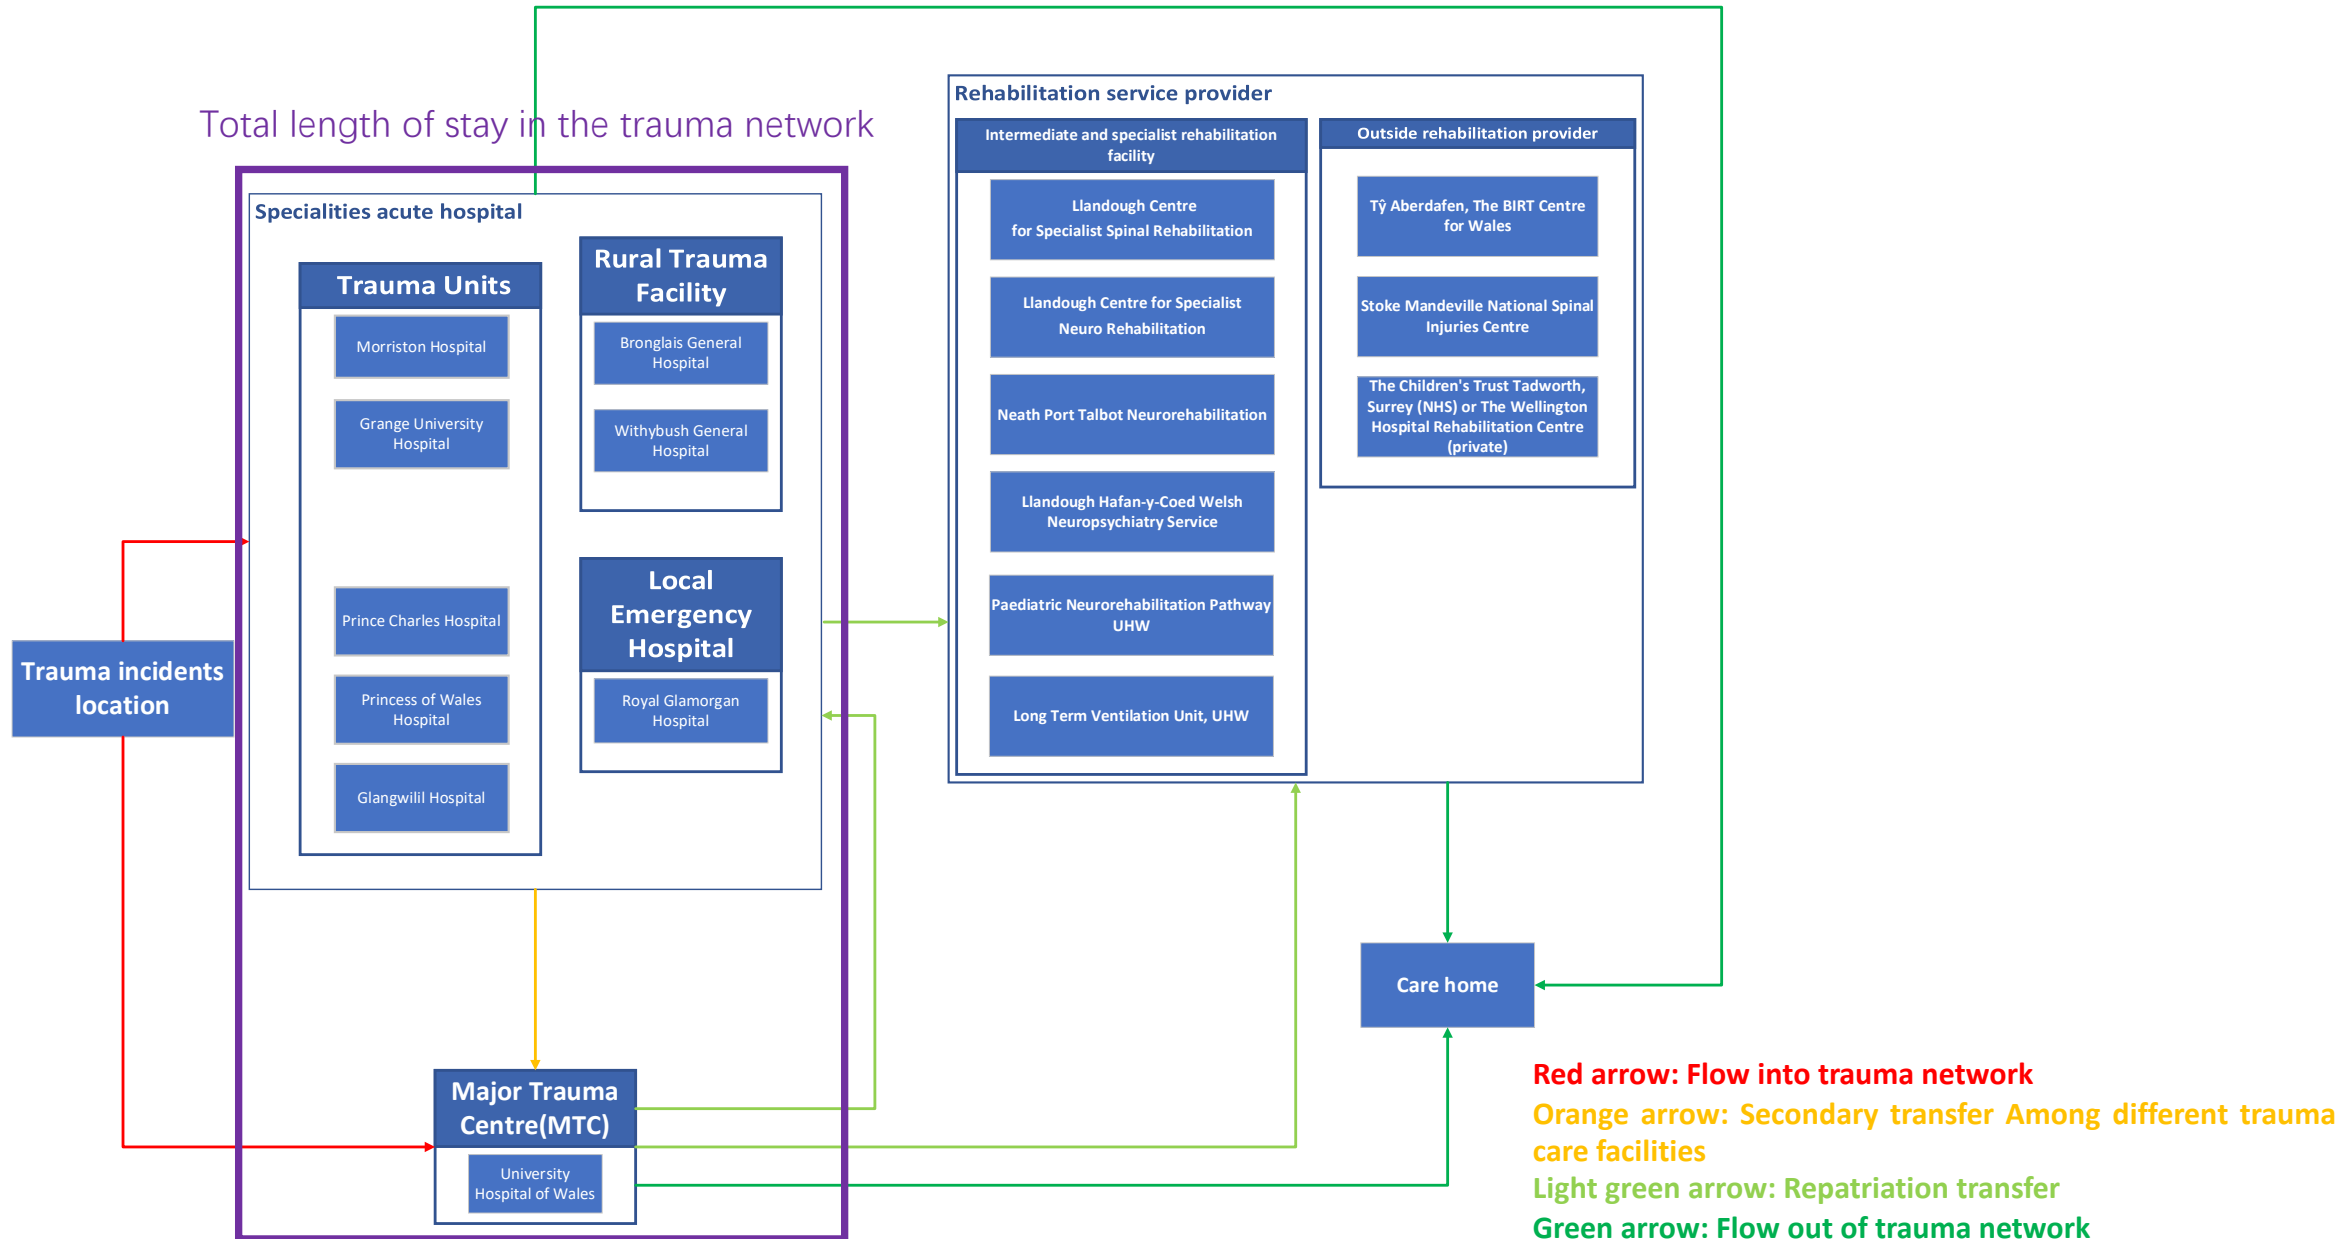 Total length of stay in the trauma network
Specialities acute hospital
Trauma Units
Morriston Hospital
Grange University
Hospital
Prince Charles Hospital
Princess of Wales
Hospital
Glangwilil Hospital
Rural Trauma
Facility
Bronglais General
Hospital
Withybush General
Hospital
Local
Emergency
Hospital
Royal Glamorgan
Hospital
Trauma incidents
location
Major Trauma
Centre(MTC)
University
Hospital of Wales
Rehabilitation service provider
Intermediate and specialist rehabilitation
facility
Llandough Centre
for Specialist Spinal Rehabilitation
Llandough Centre for Specialist
Neuro Rehabilitation
Neath Port Talbot Neurorehabilitation
Llandough Hafan-y-Coed Welsh
Neuropsychiatry Service
Paediatric Neurorehabilitation Pathway
UHW
Long Term Ventilation Unit, UHW
Outside rehabilitation provider
Tŷ Aberdafen, The BIRT Centre
for Wales
Stoke Mandeville National Spinal
Injuries Centre
The Children's Trust Tadworth,
Surrey (NHS) or The Wellington
Hospital Rehabilitation Centre
(private)
Care home
Red arrow: Flow into trauma network
Orange arrow: Secondary transfer Among different trauma
care facilities
Light green arrow: Repatriation transfer
Green arrow: Flow out of trauma network